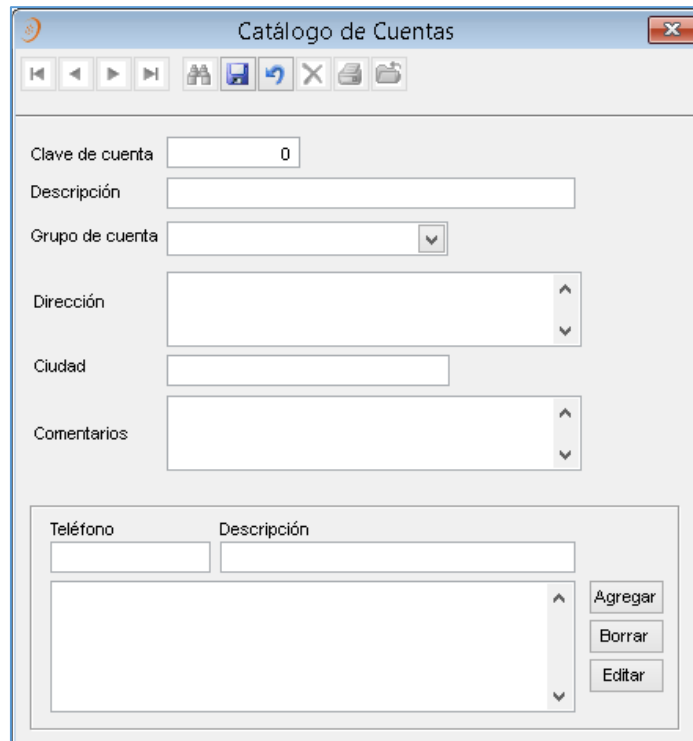 Catálogo de Cuentas
Clave de cuenta 0
Descripción
Grupo de cuenta
Dirección
Ciudad
Comentarios
Teléfono Descripción
Agregar
Borrar
Editar